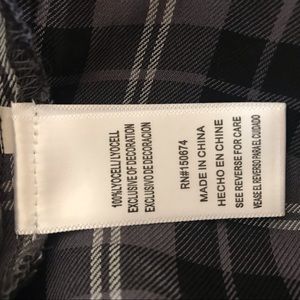 100%LYOCELL/LYOCELL
EXCLUSIVE OF DECORATION
EXCLUSIVO DE DECORACION
RN#150674
MADE IN CHINA
HECHO EN CHINE
SEE REVERSE FOR CARE
VEASE EL REVERSO PARA EL CUIDADO